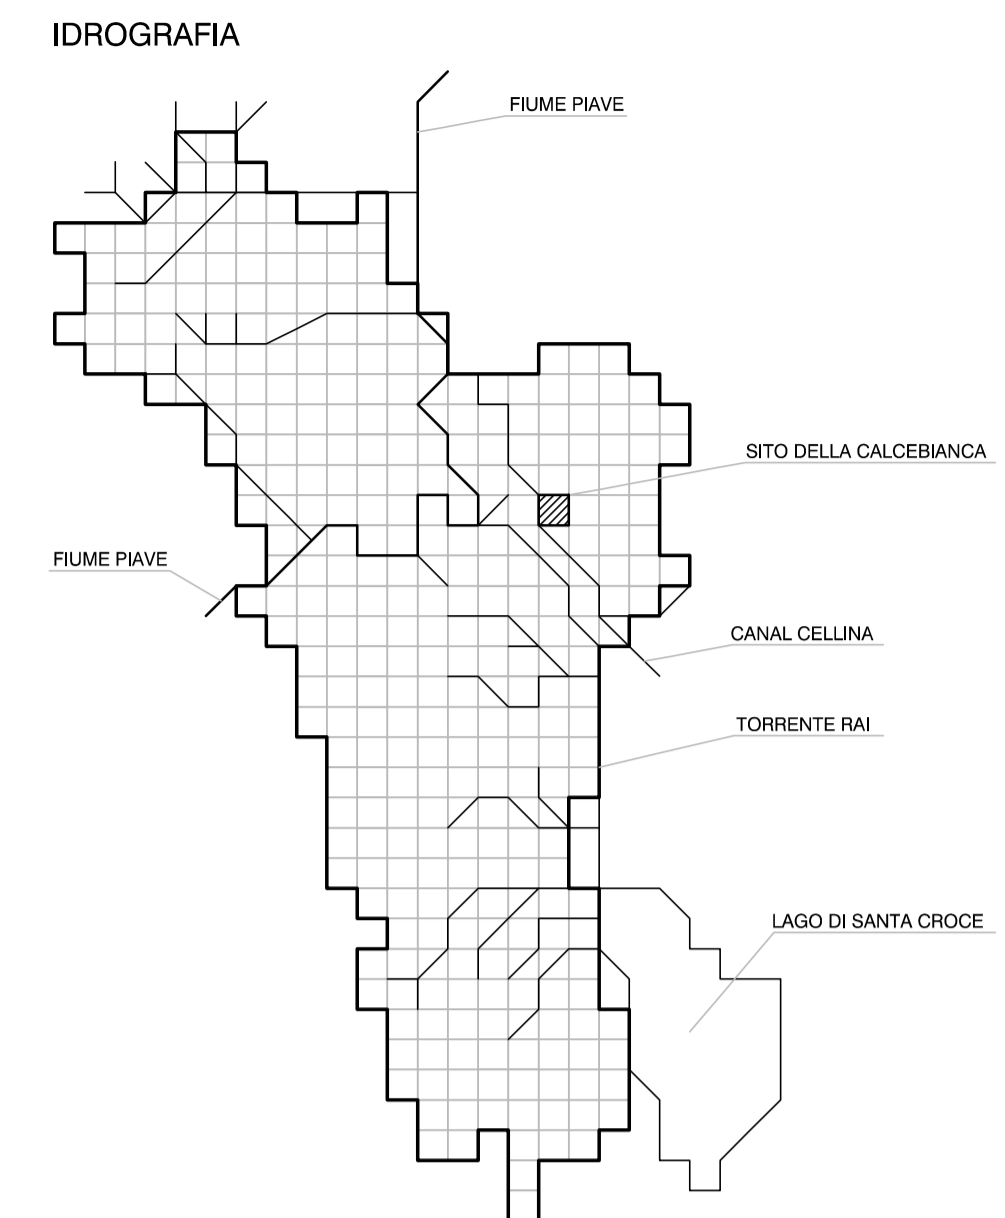 IDROGRAFIA
FIUME PIAVE
SITO DELLA CALCEBIANCA
FIUME PIAVE
CANAL CELLINA
TORRENTE RAI
LAGO DI SANTA CROCE